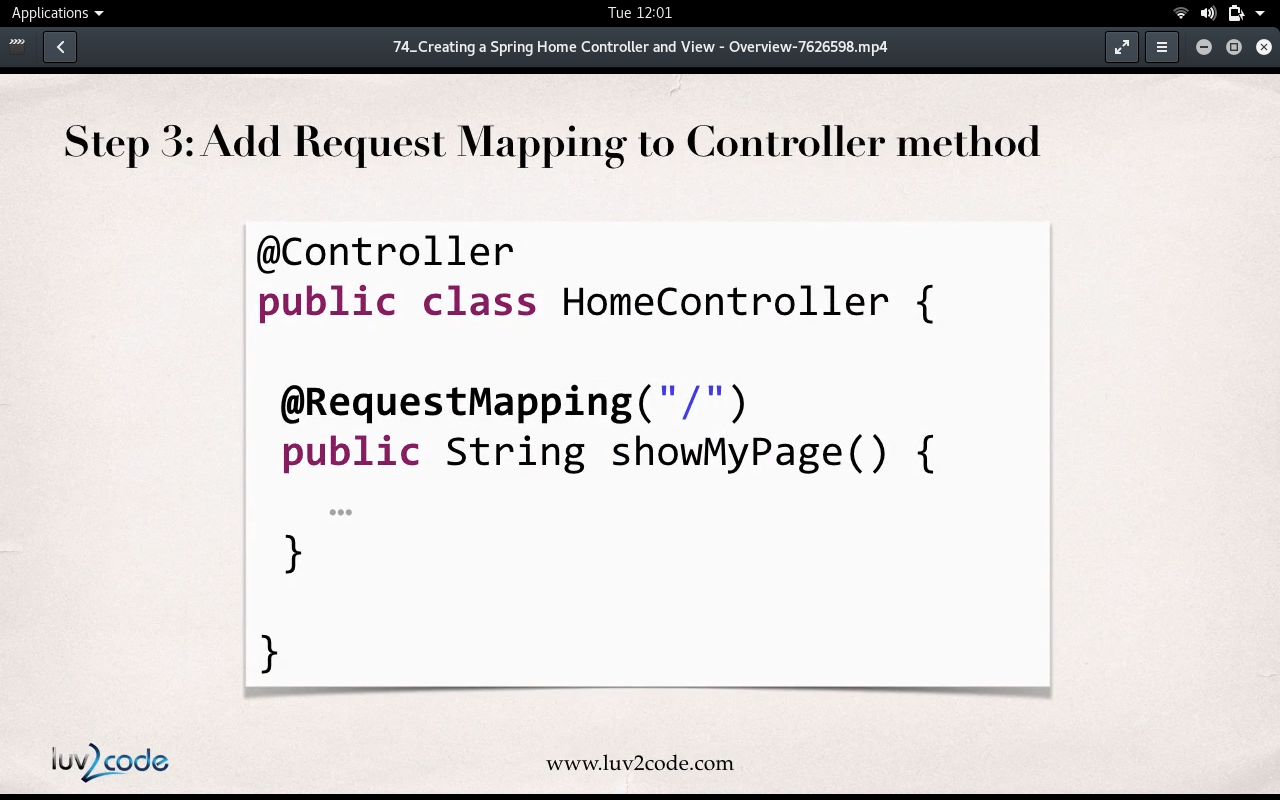 Applications
Tue 12:01
74_Creating a Spring Home Controller and View - Overview-7626598.mp4
Step 3: Add Request Mapping to Controller method
@Controller
public class HomeController {
@RequestMapping("/")
public String showMyPage() {
…
}
}
luv2code
www.luv2code.com